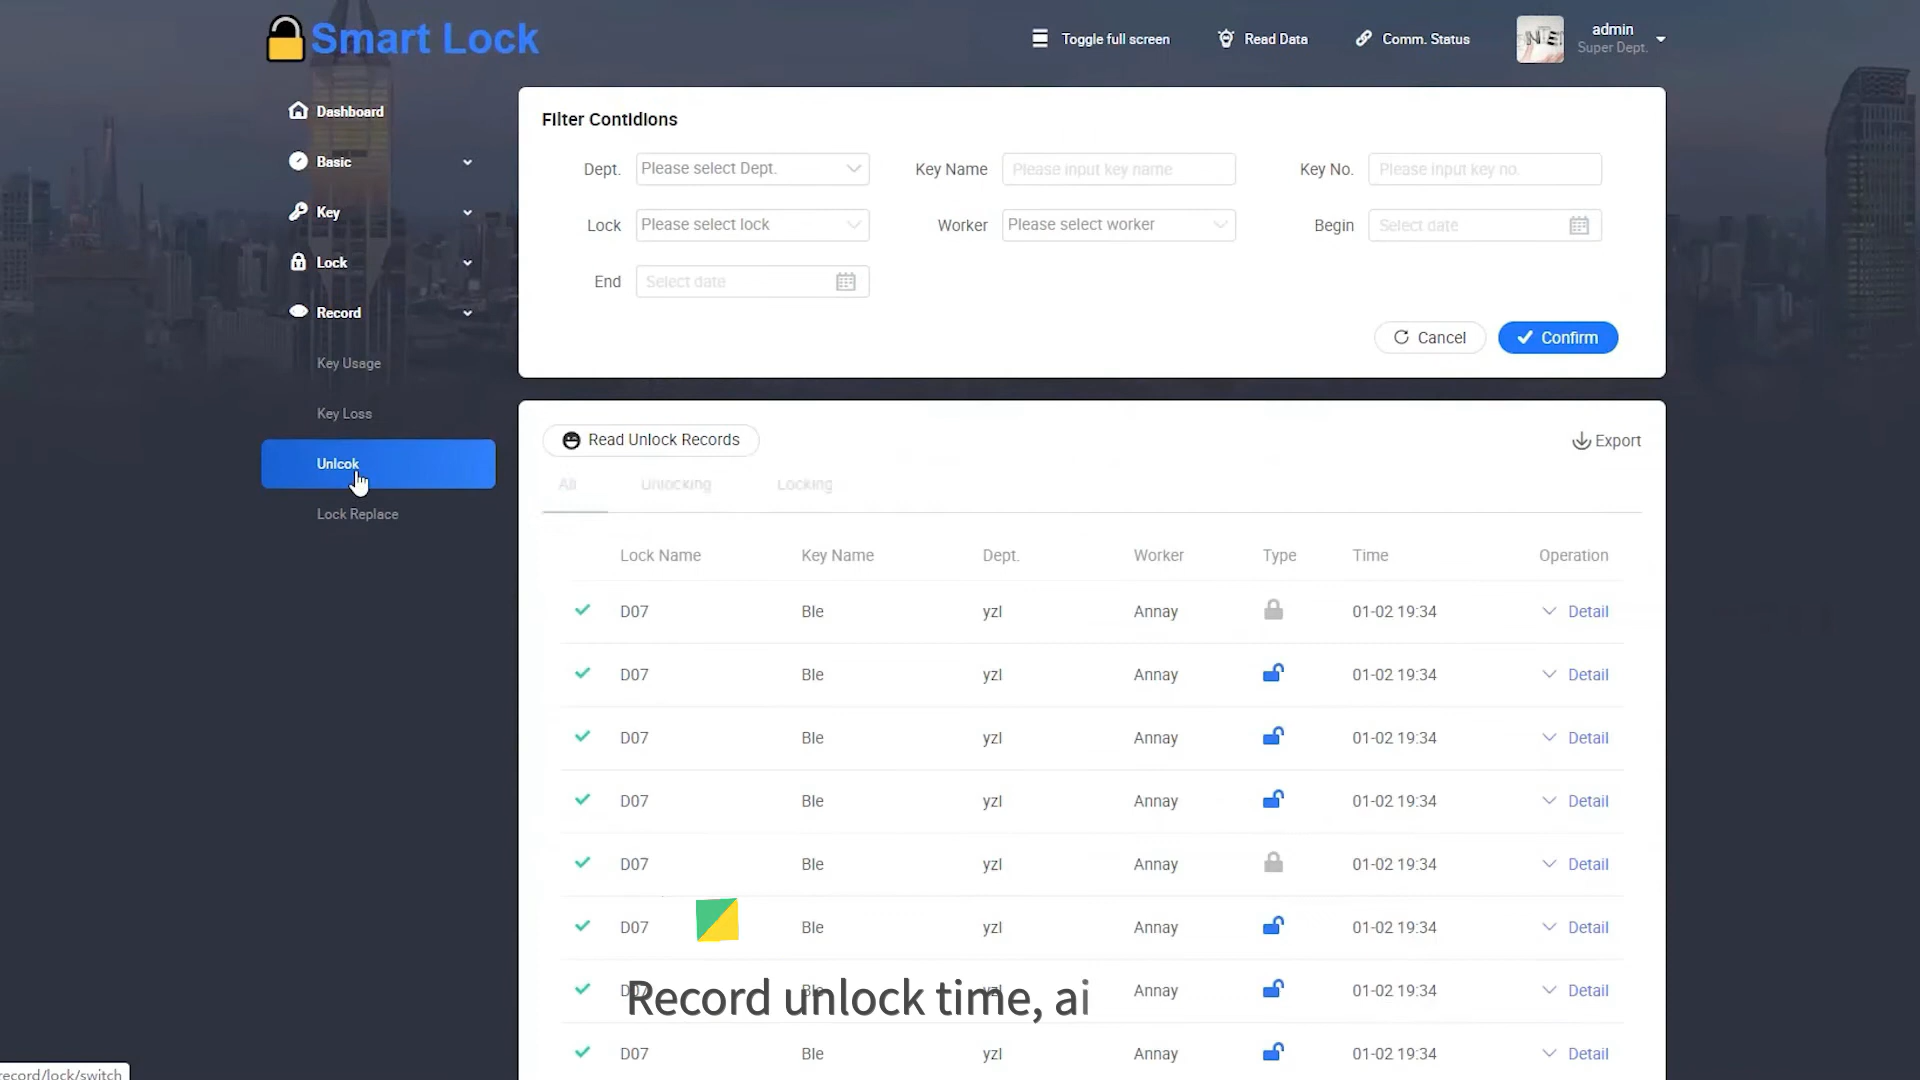 Smart Lock
Toggle full screen
Read Data
Comm. Status
admin
Super Dept.
Dashboard
Basic
Key
Lock
Record
Key Usage
Key Loss
Unlcok
Lock Replace
FIlter ContIdIons
Dept. Please select Dept.
Key Name Please input key name
Key No. Please input key no.
Lock Please select lock
Worker Please select worker
Begin Select date
End Select date
Cancel
Confirm
Read Unlock Records
Export
All Unlocking Locking
Lock Name Key Name Dept. Worker Type Time Operation
D07 Ble yzl Annay 01-02 19:34 Detail
D07 Ble yzl Annay 01-02 19:34 Detail
D07 Ble yzl Annay 01-02 19:34 Detail
D07 Ble yzl Annay 01-02 19:34 Detail
D07 Ble yzl Annay 01-02 19:34 Detail
D07 Ble yzl Annay 01-02 19:34 Detail
D07 Ble yzl Annay 01-02 19:34 Detail
Record unlock time, ai
D07 Ble yzl Annay 01-02 19:34 Detail
record/lock/switch